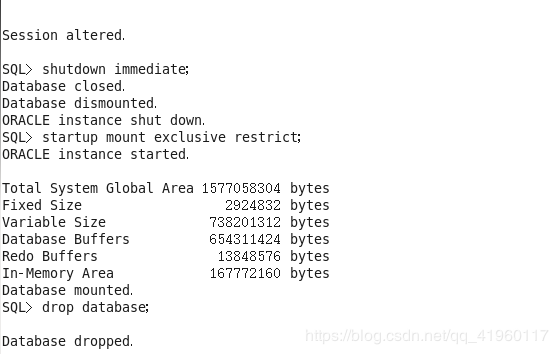 Session altered.
SQL> shutdown immediate;
Database closed.
Database dismounted.
ORACLE instance shut down.
SQL> startup mount exclusive restrict;
ORACLE instance started.
Total System Global Area 1577058304 bytes
Fixed Size 2924832 bytes
Variable Size 738201312 bytes
Database Buffers 654311424 bytes
Redo Buffers 13848576 bytes
In-Memory Area 167772160 bytes
Database mounted.
SQL> drop database;
Database dropped.
https://blog.csdn.net/qq_41960117